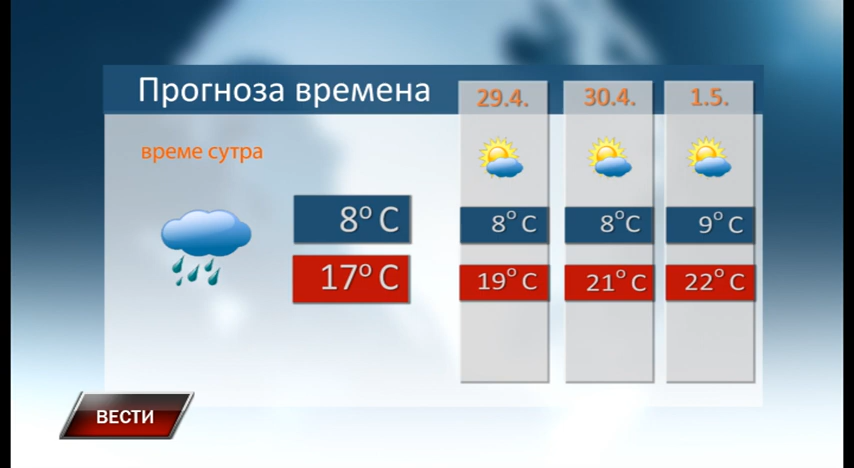 Прогноза времена
време сутра
8° C
17° C
29.4.
8° C
19° C
30.4.
8°C
21° C
1.5.
9° C
22° C
ВЕСТИ